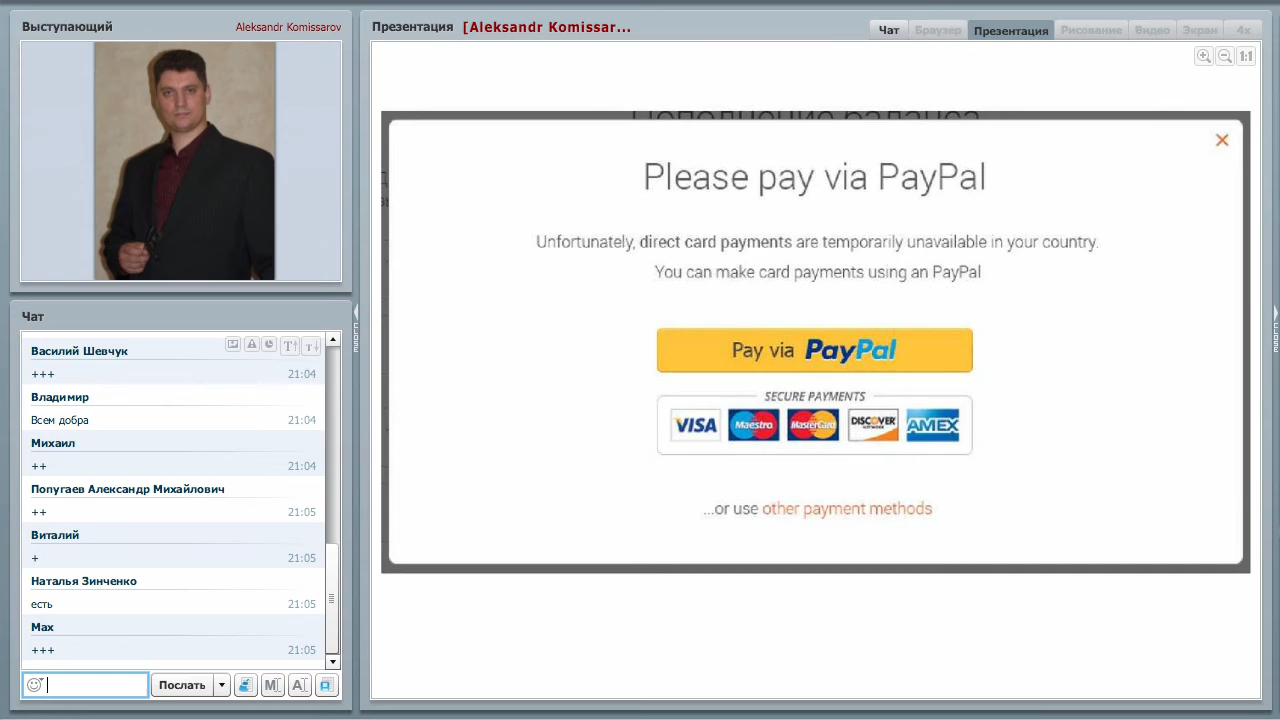 Выступающий
Aleksandr Komissarov
Чат
Василий Шевчук
+++ 21:04
Владимир
Всем добра 21:04
Михаил
++ 21:04
Попугаев Александр Михайлович
++ 21:05
Виталий
+ 21:05
Наталья Зинченко
есть 21:05
Max
+++ 21:05
Послать
Презентация [Aleksandr Komissar...
Чат Браузер Презентация Рисование Видео Экран 4x
1:1
Пополнение баланса
Please pay via PayPal
Unfortunately, direct card payments are temporarily unavailable in your country.
You can make card payments using an PayPal
Pay via PayPal
SECURE PAYMENTS
VISA Maestro MasterCard DISCOVER NETWORK AMEX
...or use other payment methods